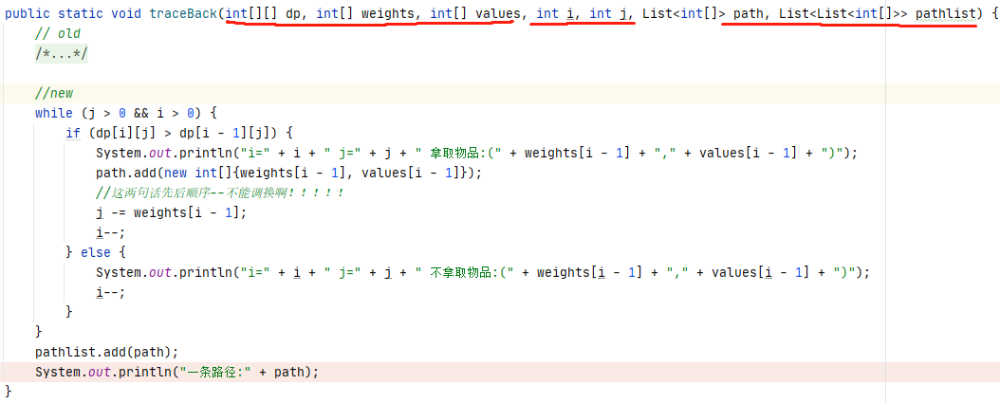 public static void traceBack(int[][] dp, int[] weights, int[] values, int i, int j, List<int[]> path, List<List<int[]>> pathlist) {
    // old
    /*...*/
    //new
    while (j > 0 && i > 0) {
        if (dp[i][j] > dp[i - 1][j]) {
            System.out.println("i=" + i + " j=" + j + " 拿取物品:(" + weights[i - 1] + "," + values[i - 1] + ")");
            path.add(new int[]{weights[i - 1], values[i - 1]});
            //这两句话先后顺序--不能调换啊!!!!!
            j -= weights[i - 1];
            i--;
        } else {
            System.out.println("i=" + i + " j=" + j + " 不拿取物品:(" + weights[i - 1] + "," + values[i - 1] + ")");
            i--;
        }
    }
    pathlist.add(path);
    System.out.println("一条路径:" + path);
}